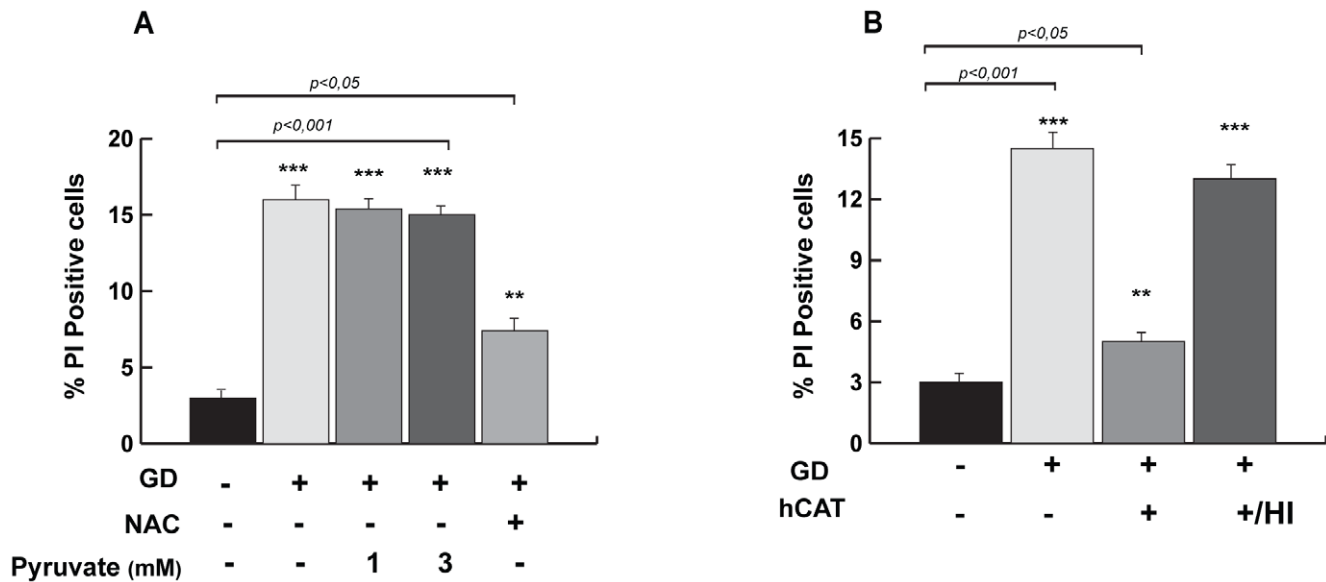 A
p<0,05
p<0,001
% PI Positive cells
20
15
10
5
0
***
***
***
**
GD - + + + +
NAC - - - - +
Pyruvate (mM) - - 1 3 -
B
p<0,05
p<0,001
% PI Positive cells
15
12
9
6
3
0
***
**
***
GD - + + +
hCAT - - + +/HI